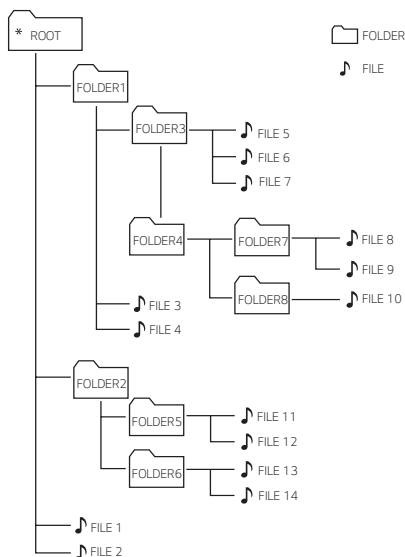 * ROOT
FOLDER
FILE
FOLDER1
FOLDER3
FILE 5
FILE 6
FILE 7
FOLDER4
FOLDER7
FILE 8
FILE 9
FOLDER8
FILE 10
FILE 3
FILE 4
FOLDER2
FOLDER5
FILE 11
FILE 12
FOLDER6
FILE 13
FILE 14
FILE 1
FILE 2